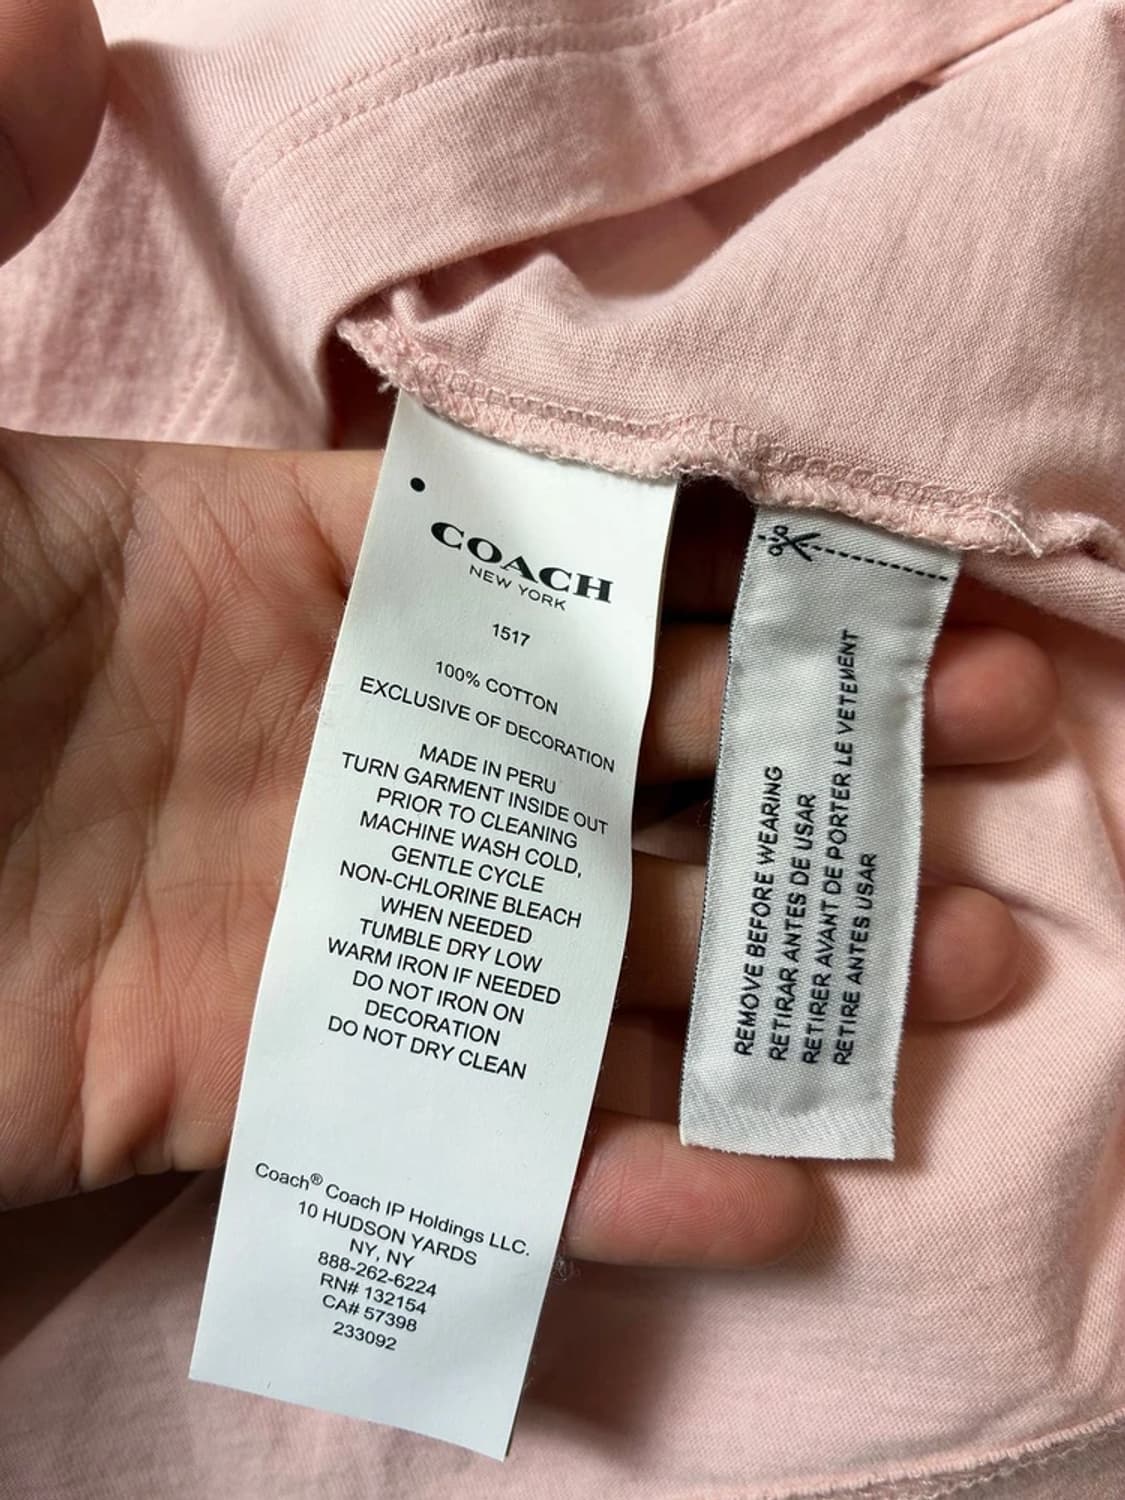 COACH
NEW YORK
1517
100% COTTON
EXCLUSIVE OF DECORATION
MADE IN PERU
TURN GARMENT INSIDE OUT
PRIOR TO CLEANING
MACHINE WASH COLD,
GENTLE CYCLE
NON-CHLORINE BLEACH
WHEN NEEDED
TUMBLE DRY LOW
WARM IRON IF NEEDED
DO NOT IRON ON
DECORATION
DO NOT DRY CLEAN
Coach® Coach IP Holdings LLC.
10 HUDSON YARDS
NY, NY
888-262-6224
RN# 132154
CA# 57398
233092
REMOVE BEFORE WEARING
RETIRAR ANTES DE USAR
RETIRER AVANT DE PORTER LE VETEMENT
RETIRE ANTES USAR